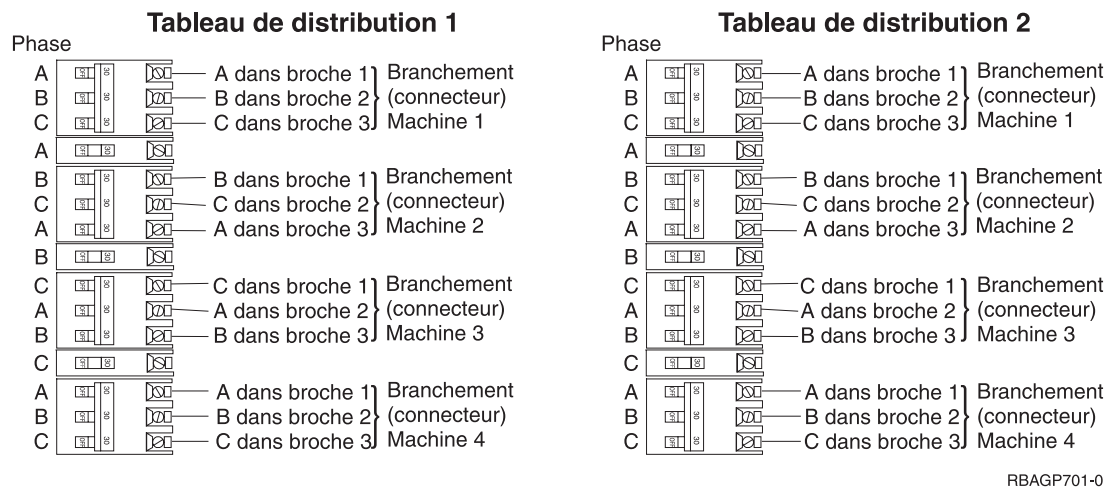 Tableau de distribution 1
Phase
A A dans broche 1 Branchement
B B dans broche 2 (connecteur)
C C dans broche 3 Machine 1
A
B B dans broche 1 Branchement
C C dans broche 2 (connecteur)
A A dans broche 3 Machine 2
B
C C dans broche 1 Branchement
A A dans broche 2 (connecteur)
B B dans broche 3 Machine 3
C
A A dans broche 1 Branchement
B B dans broche 2 (connecteur)
C C dans broche 3 Machine 4
Tableau de distribution 2
Phase
A A dans broche 1 Branchement
B B dans broche 2 (connecteur)
C C dans broche 3 Machine 1
A
B B dans broche 1 Branchement
C C dans broche 2 (connecteur)
A A dans broche 3 Machine 2
B
C C dans broche 1 Branchement
A A dans broche 2 (connecteur)
B B dans broche 3 Machine 3
C
A A dans broche 1 Branchement
B B dans broche 2 (connecteur)
C C dans broche 3 Machine 4
RBAGP701-0